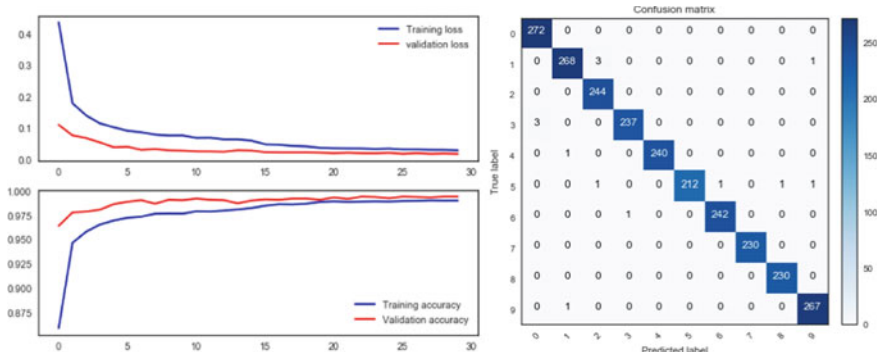 Training loss
validation loss
0.4
0.3
0.2
0.1
0.0
0 5 10 15 20 25 30
1.000
0.975
0.950
0.925
0.900
0.875
Training accuracy
Validation accuracy
0 5 10 15 20 25 30
Confusion matrix
True label
0 272 0 0 0 0 0 0 0 0 0
1 0 268 3 0 0 0 0 0 0 1
2 0 0 244 0 0 0 0 0 0 0
3 3 0 0 237 0 0 0 0 0 0
4 0 1 0 0 240 0 0 0 0 0
5 0 0 1 0 0 212 1 0 1 1
6 0 0 0 1 0 0 242 0 0 0
7 0 0 0 0 0 0 0 230 0 0
8 0 0 0 0 0 0 0 0 230 0
9 0 1 0 0 0 0 0 0 0 267
0 1 2 3 4 5 6 7 8 9
Predicted label
250
200
150
100
50
0